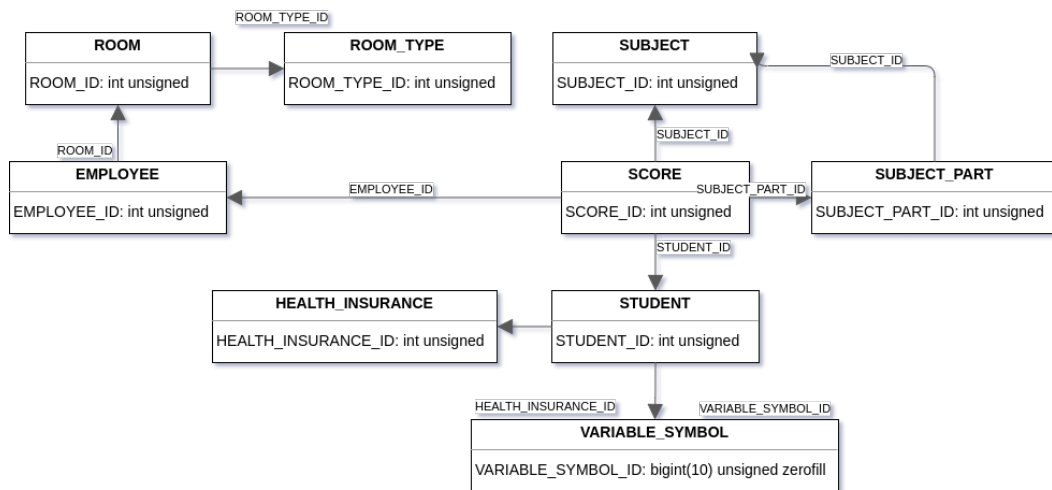 ROOM_TYPE_ID
ROOM
ROOM_ID: int unsigned
ROOM_TYPE
ROOM_TYPE_ID: int unsigned
SUBJECT
SUBJECT_ID: int unsigned
SUBJECT_ID
SUBJECT_ID
ROOM_ID
EMPLOYEE
EMPLOYEE_ID: int unsigned
EMPLOYEE_ID
SCORE
SCORE_ID: int unsigned
SUBJECT_PART_ID
SUBJECT_PART
SUBJECT_PART_ID: int unsigned
STUDENT_ID
HEALTH_INSURANCE
HEALTH_INSURANCE_ID: int unsigned
STUDENT
STUDENT_ID: int unsigned
HEALTH_INSURANCE_ID
VARIABLE_SYMBOL_ID
VARIABLE_SYMBOL
VARIABLE_SYMBOL_ID: bigint(10) unsigned zerofill